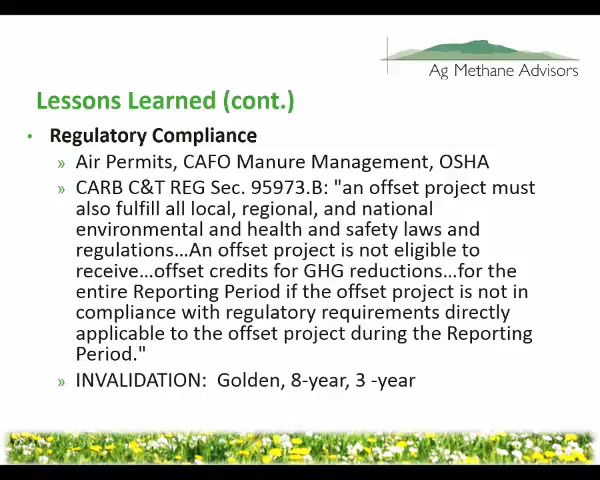 Ag Methane Advisors
Lessons Learned (cont.)
• Regulatory Compliance
» Air Permits, CAFO Manure Management, OSHA
» CARB C&T REG Sec. 95973.B: "an offset project must
also fulfill all local, regional, and national
environmental and health and safety laws and
regulations…An offset project is not eligible to
receive…offset credits for GHG reductions…for the
entire Reporting Period if the offset project is not in
compliance with regulatory requirements directly
applicable to the offset project during the Reporting
Period."
» INVALIDATION:  Golden, 8-year, 3 -year